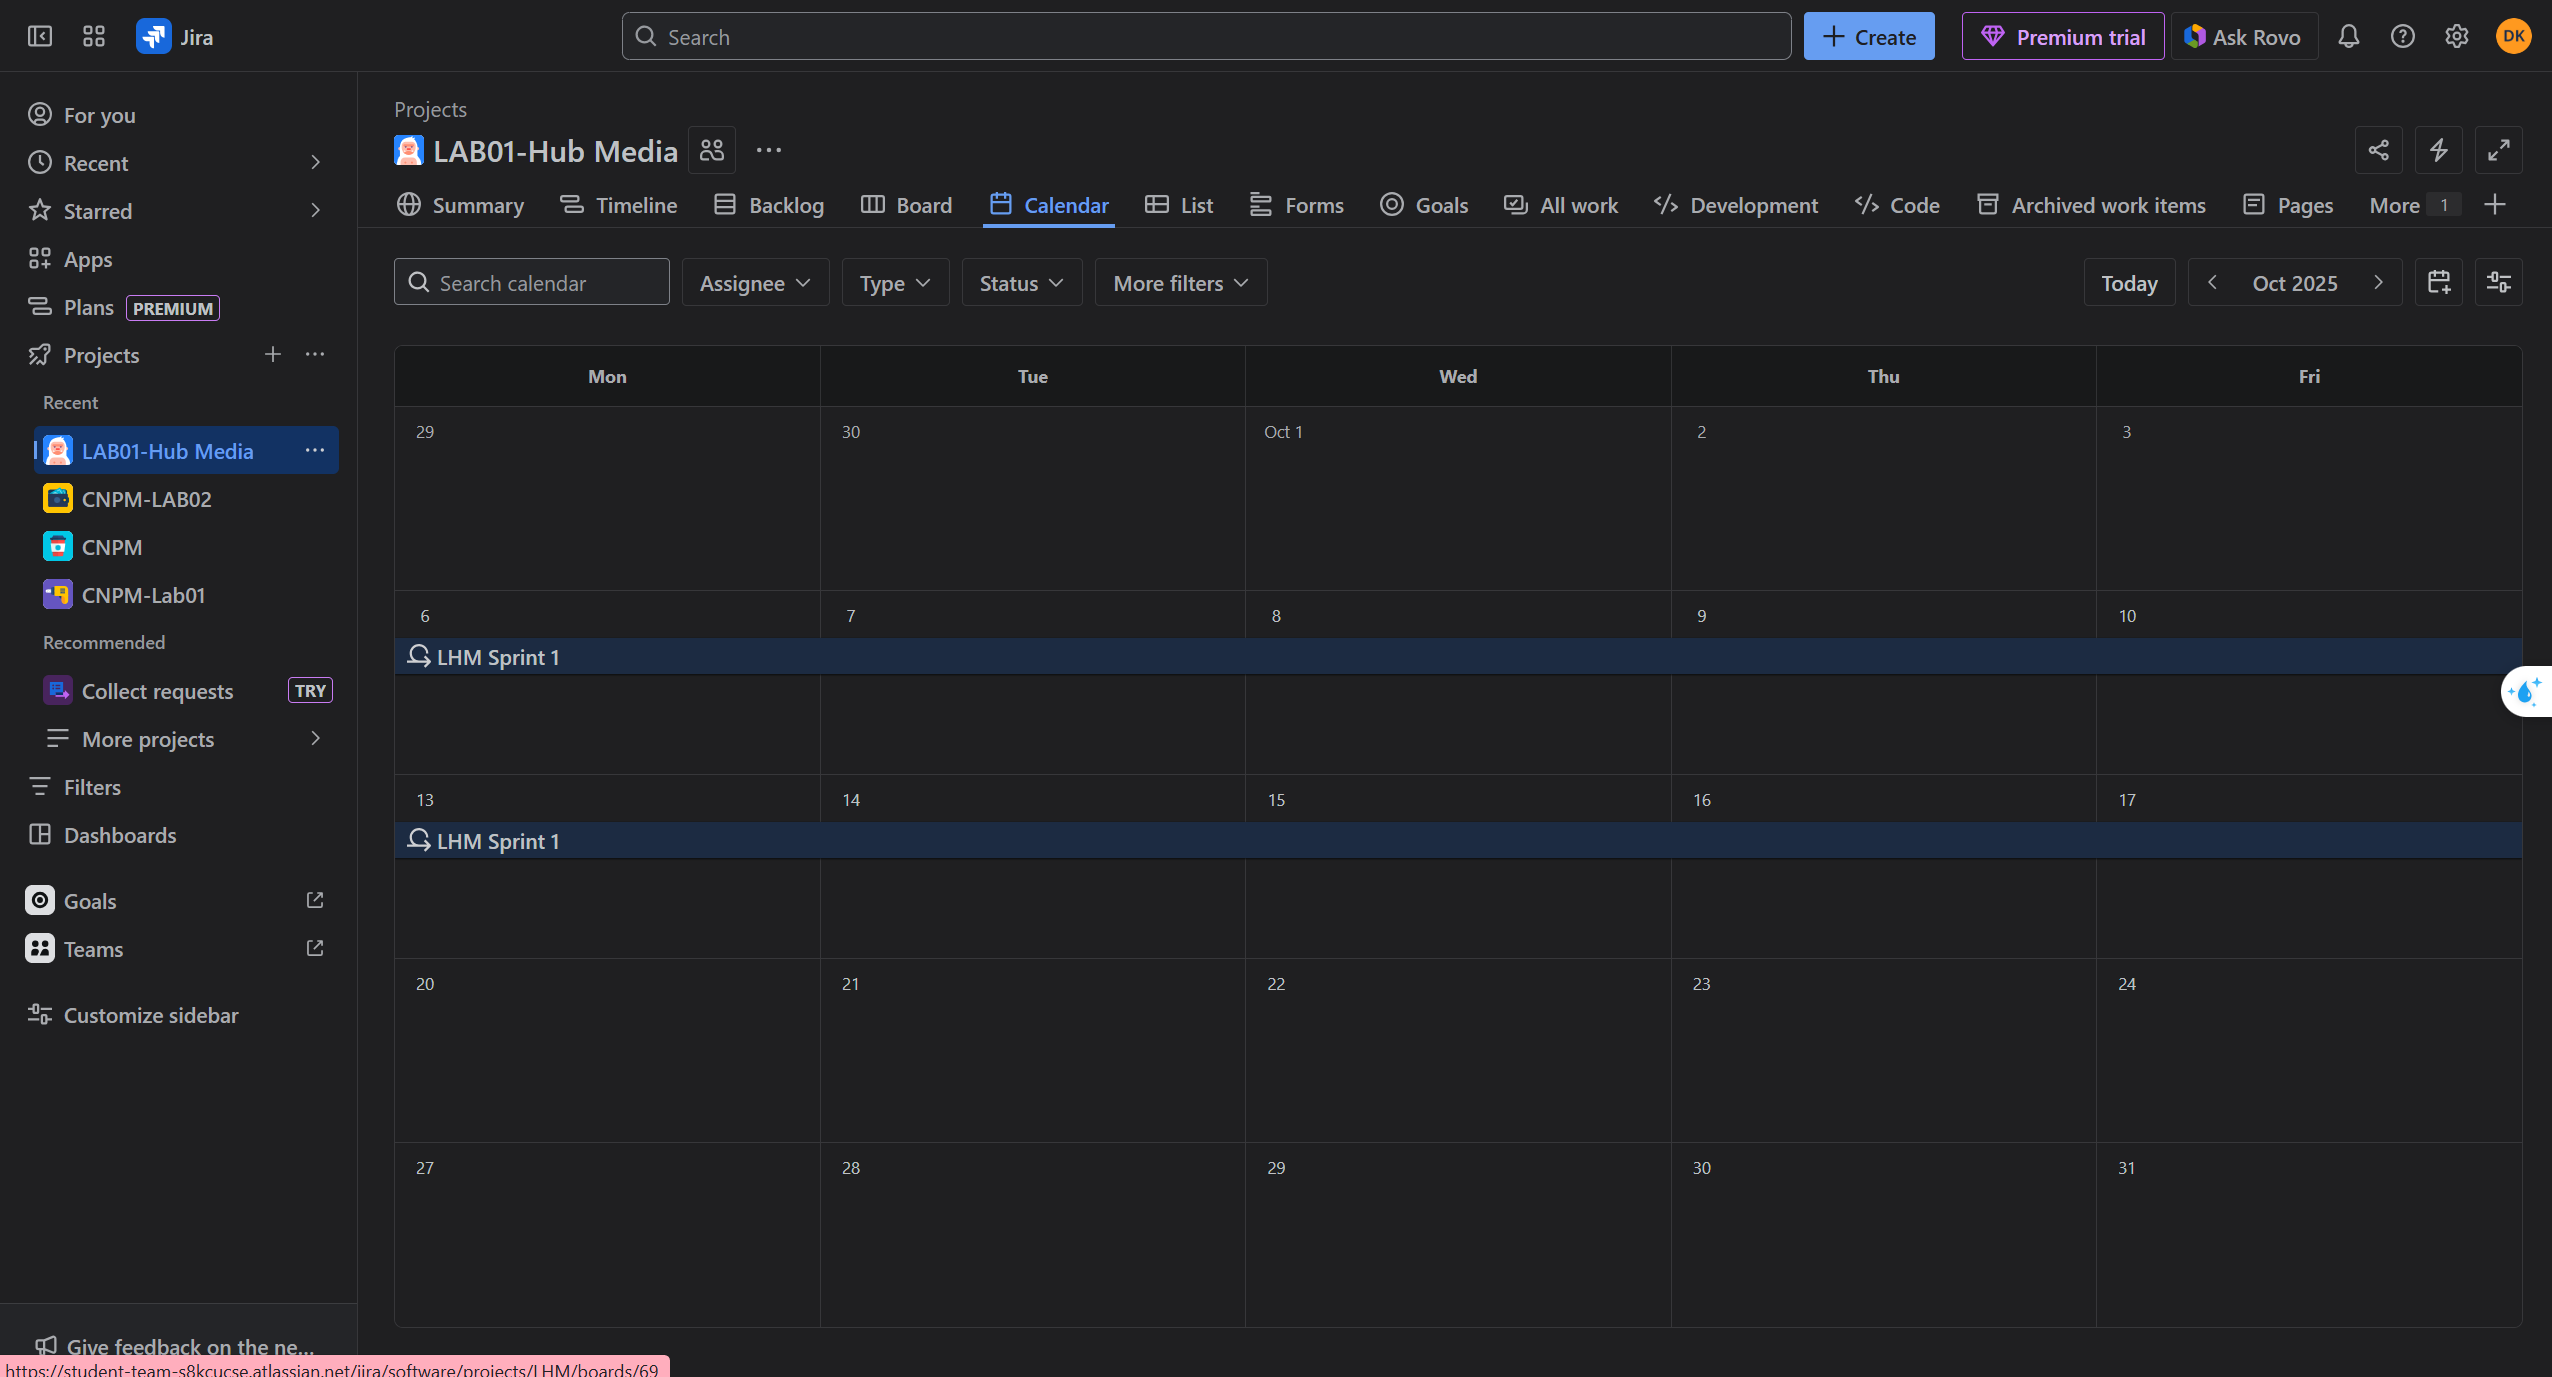 Jira
Search
Create
Premium trial
Ask Rovo
DK
For you
Recent
Starred
Apps
Plans PREMIUM
Projects
Recent
LAB01-Hub Media
CNPM-LAB02
CNPM
CNPM-Lab01
Recommended
Collect requests TRY
More projects
Filters
Dashboards
Goals
Teams
Customize sidebar
Give feedback on the ne...
https://student-team-s8kcucse.atlassian.net/jira/software/projects/LHM/boards/69
Projects
LAB01-Hub Media
Summary Timeline Backlog Board Calendar List Forms Goals All work Development Code Archived work items Pages More 1
Search calendar Assignee Type Status More filters Today Oct 2025
Mon Tue Wed Thu Fri
29 30 Oct 1 2 3
6 7 8 9 10
LHM Sprint 1
13 14 15 16 17
LHM Sprint 1
20 21 22 23 24
27 28 29 30 31